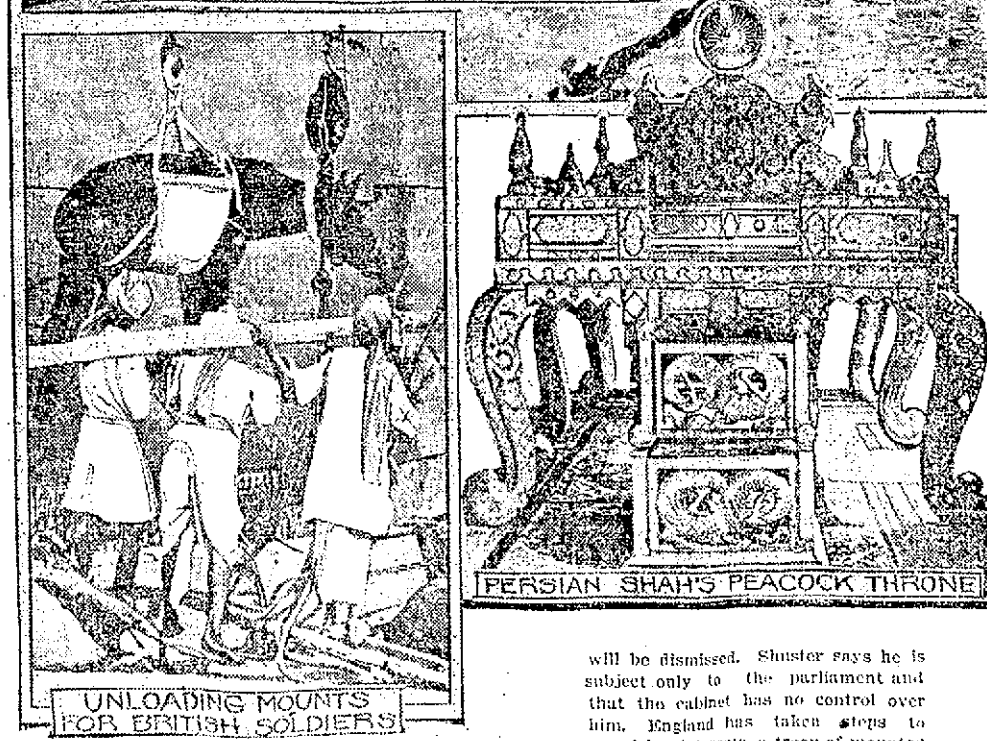 UNLOADING MOUNTS
FOR BRITISH SOLDIERS
PERSIAN SHAH'S PEACOCK THRONE
will be dismissed. Shuster says he is
subject only to the parliament and
that the cabinet has no control over
him. England has taken steps to